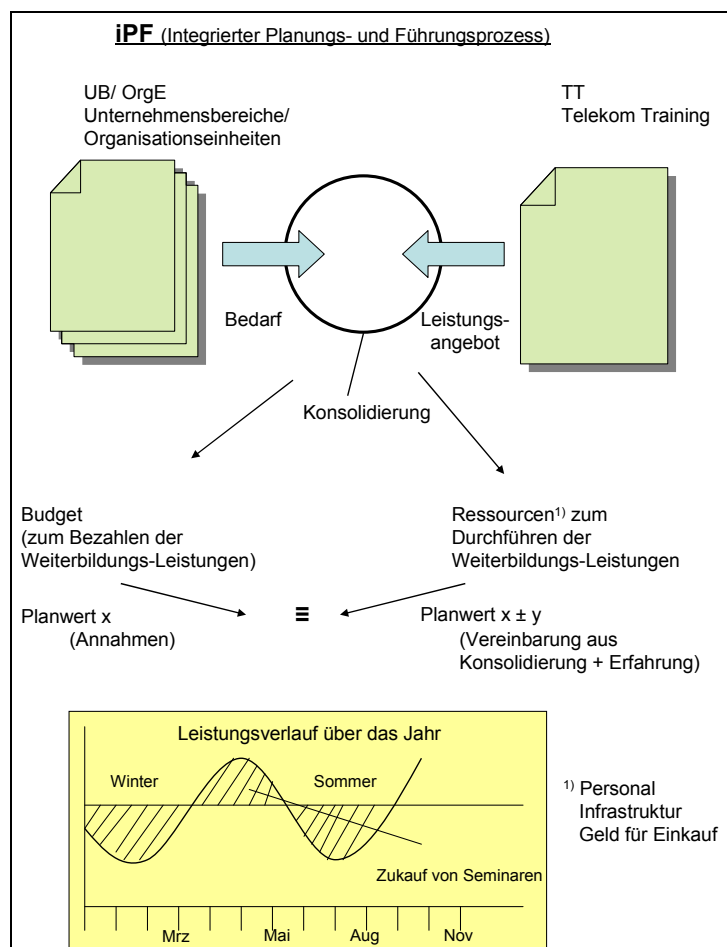 iPF (Integrierter Planungs- und Führungsprozess)
UB/ OrgE
Unternehmensbereiche/
Organisationseinheiten
TT
Telekom Training
Bedarf
Leistungs-
angebot
Konsolidierung
Budget
(zum Bezahlen der
Weiterbildungs-Leistungen)
Ressourcen¹⁾ zum
Durchführen der
Weiterbildungs-Leistungen
Planwert x
(Annahmen)
≡
Planwert x ± y
(Vereinbarung aus
Konsolidierung + Erfahrung)
Leistungsverlauf über das Jahr
Winter
Sommer
Zukauf von Seminaren
Mrz
Mai
Aug
Nov
¹⁾ Personal
Infrastruktur
Geld für Einkauf